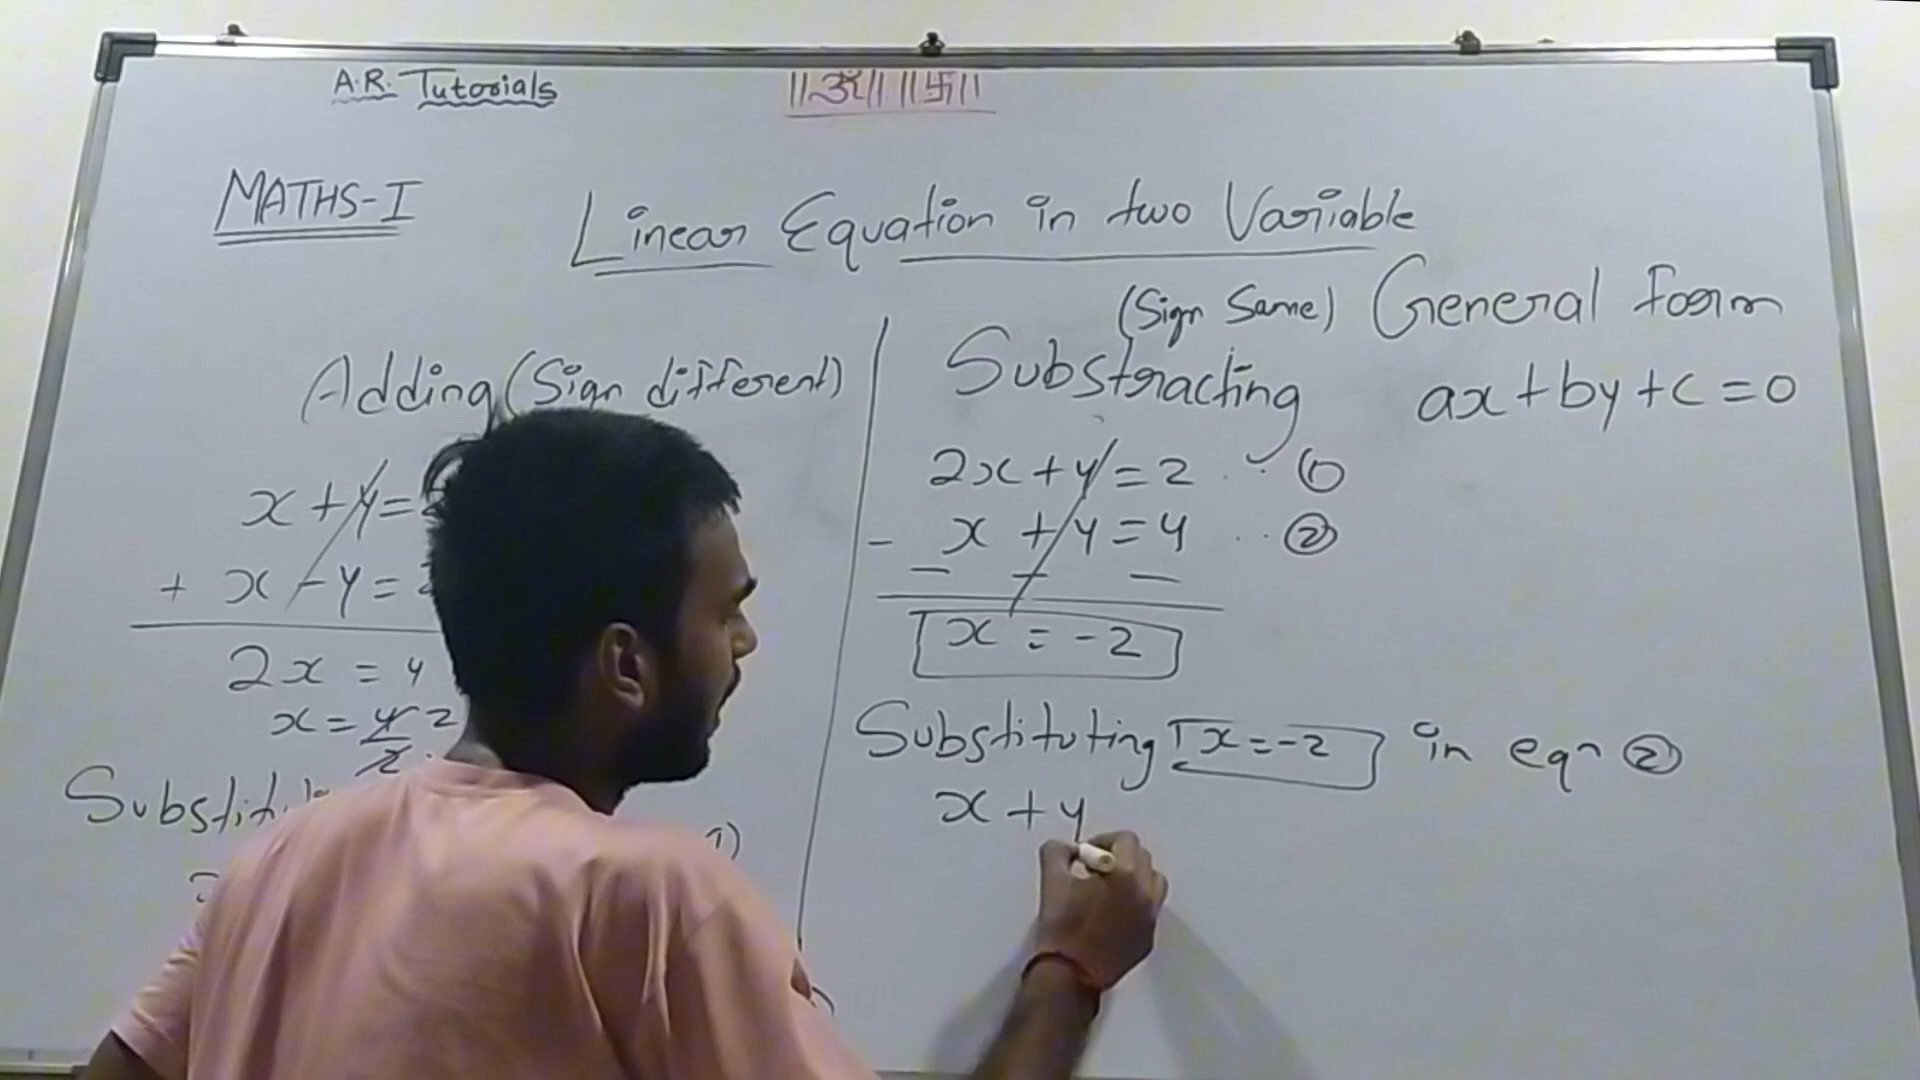 A.R. Tutorials
||ॐ|| ||卐||
MATHS-I
Linear Equation in two Variable
Adding (Sign different)
x + y =
+ x - y =
2x = 4
x = 4 2
2
(Sign Same)
Substracting
2x + y = 2 .. ①
- x + y = 4 .. ②
- - -
x = -2
Substituting x = -2 in eqn ②
x + y
General form
ax + by + c = 0